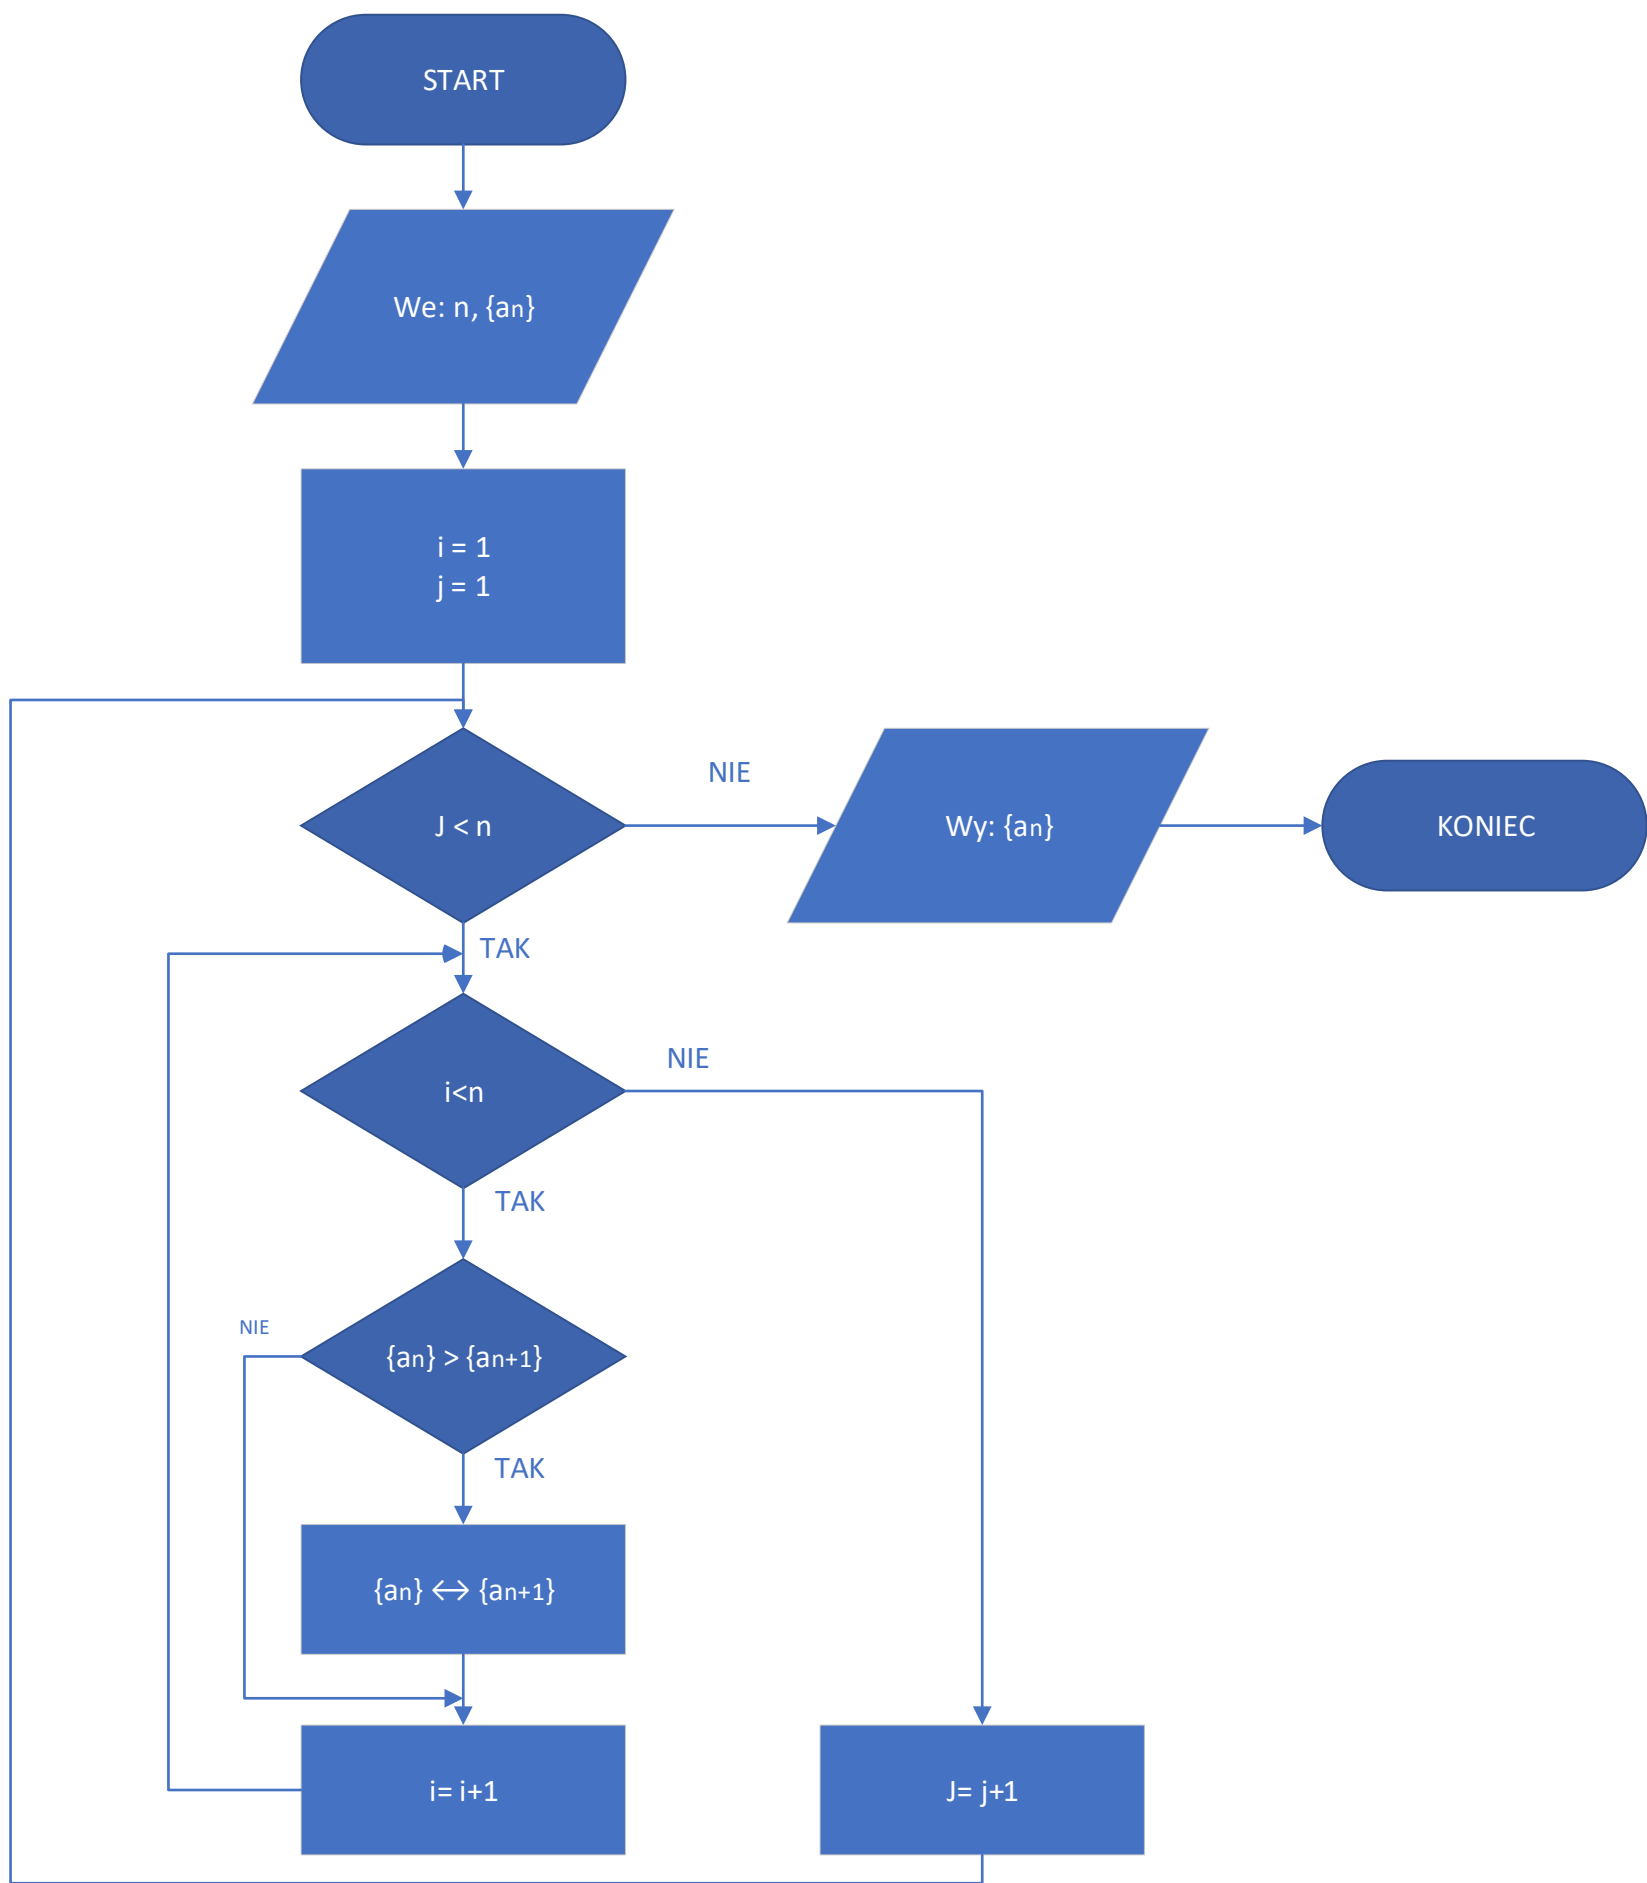 START
We: n, {an}
i = 1
j = 1
J < n
NIE
Wy: {an}
KONIEC
TAK
i<n
NIE
TAK
{an} > {an+1}
NIE
TAK
{an} ↔ {an+1}
i= i+1
J= j+1